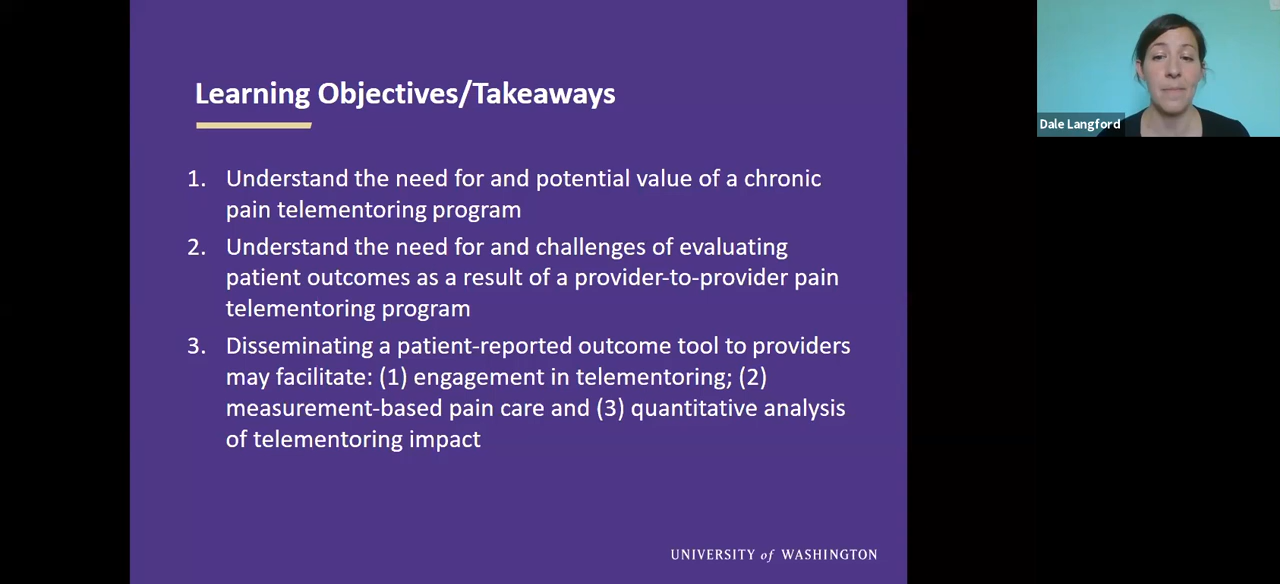 Learning Objectives/Takeaways
1. Understand the need for and potential value of a chronic
pain telementoring program
2. Understand the need for and challenges of evaluating
patient outcomes as a result of a provider-to-provider pain
telementoring program
3. Disseminating a patient-reported outcome tool to providers
may facilitate: (1) engagement in telementoring; (2)
measurement-based pain care and (3) quantitative analysis
of telementoring impact
UNIVERSITY of WASHINGTON
Dale Langford